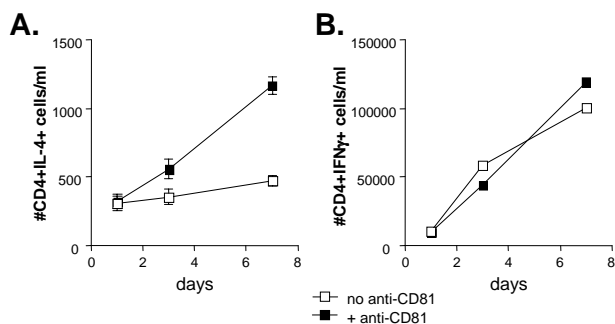 A.
#CD4+IL-4+ cells/ml
1500
1000
500
0
0 2 4 6 8
days
B.
#CD4+IFNγ+ cells/ml
150000
100000
50000
0
0 2 4 6 8
days
no anti-CD81
+ anti-CD81